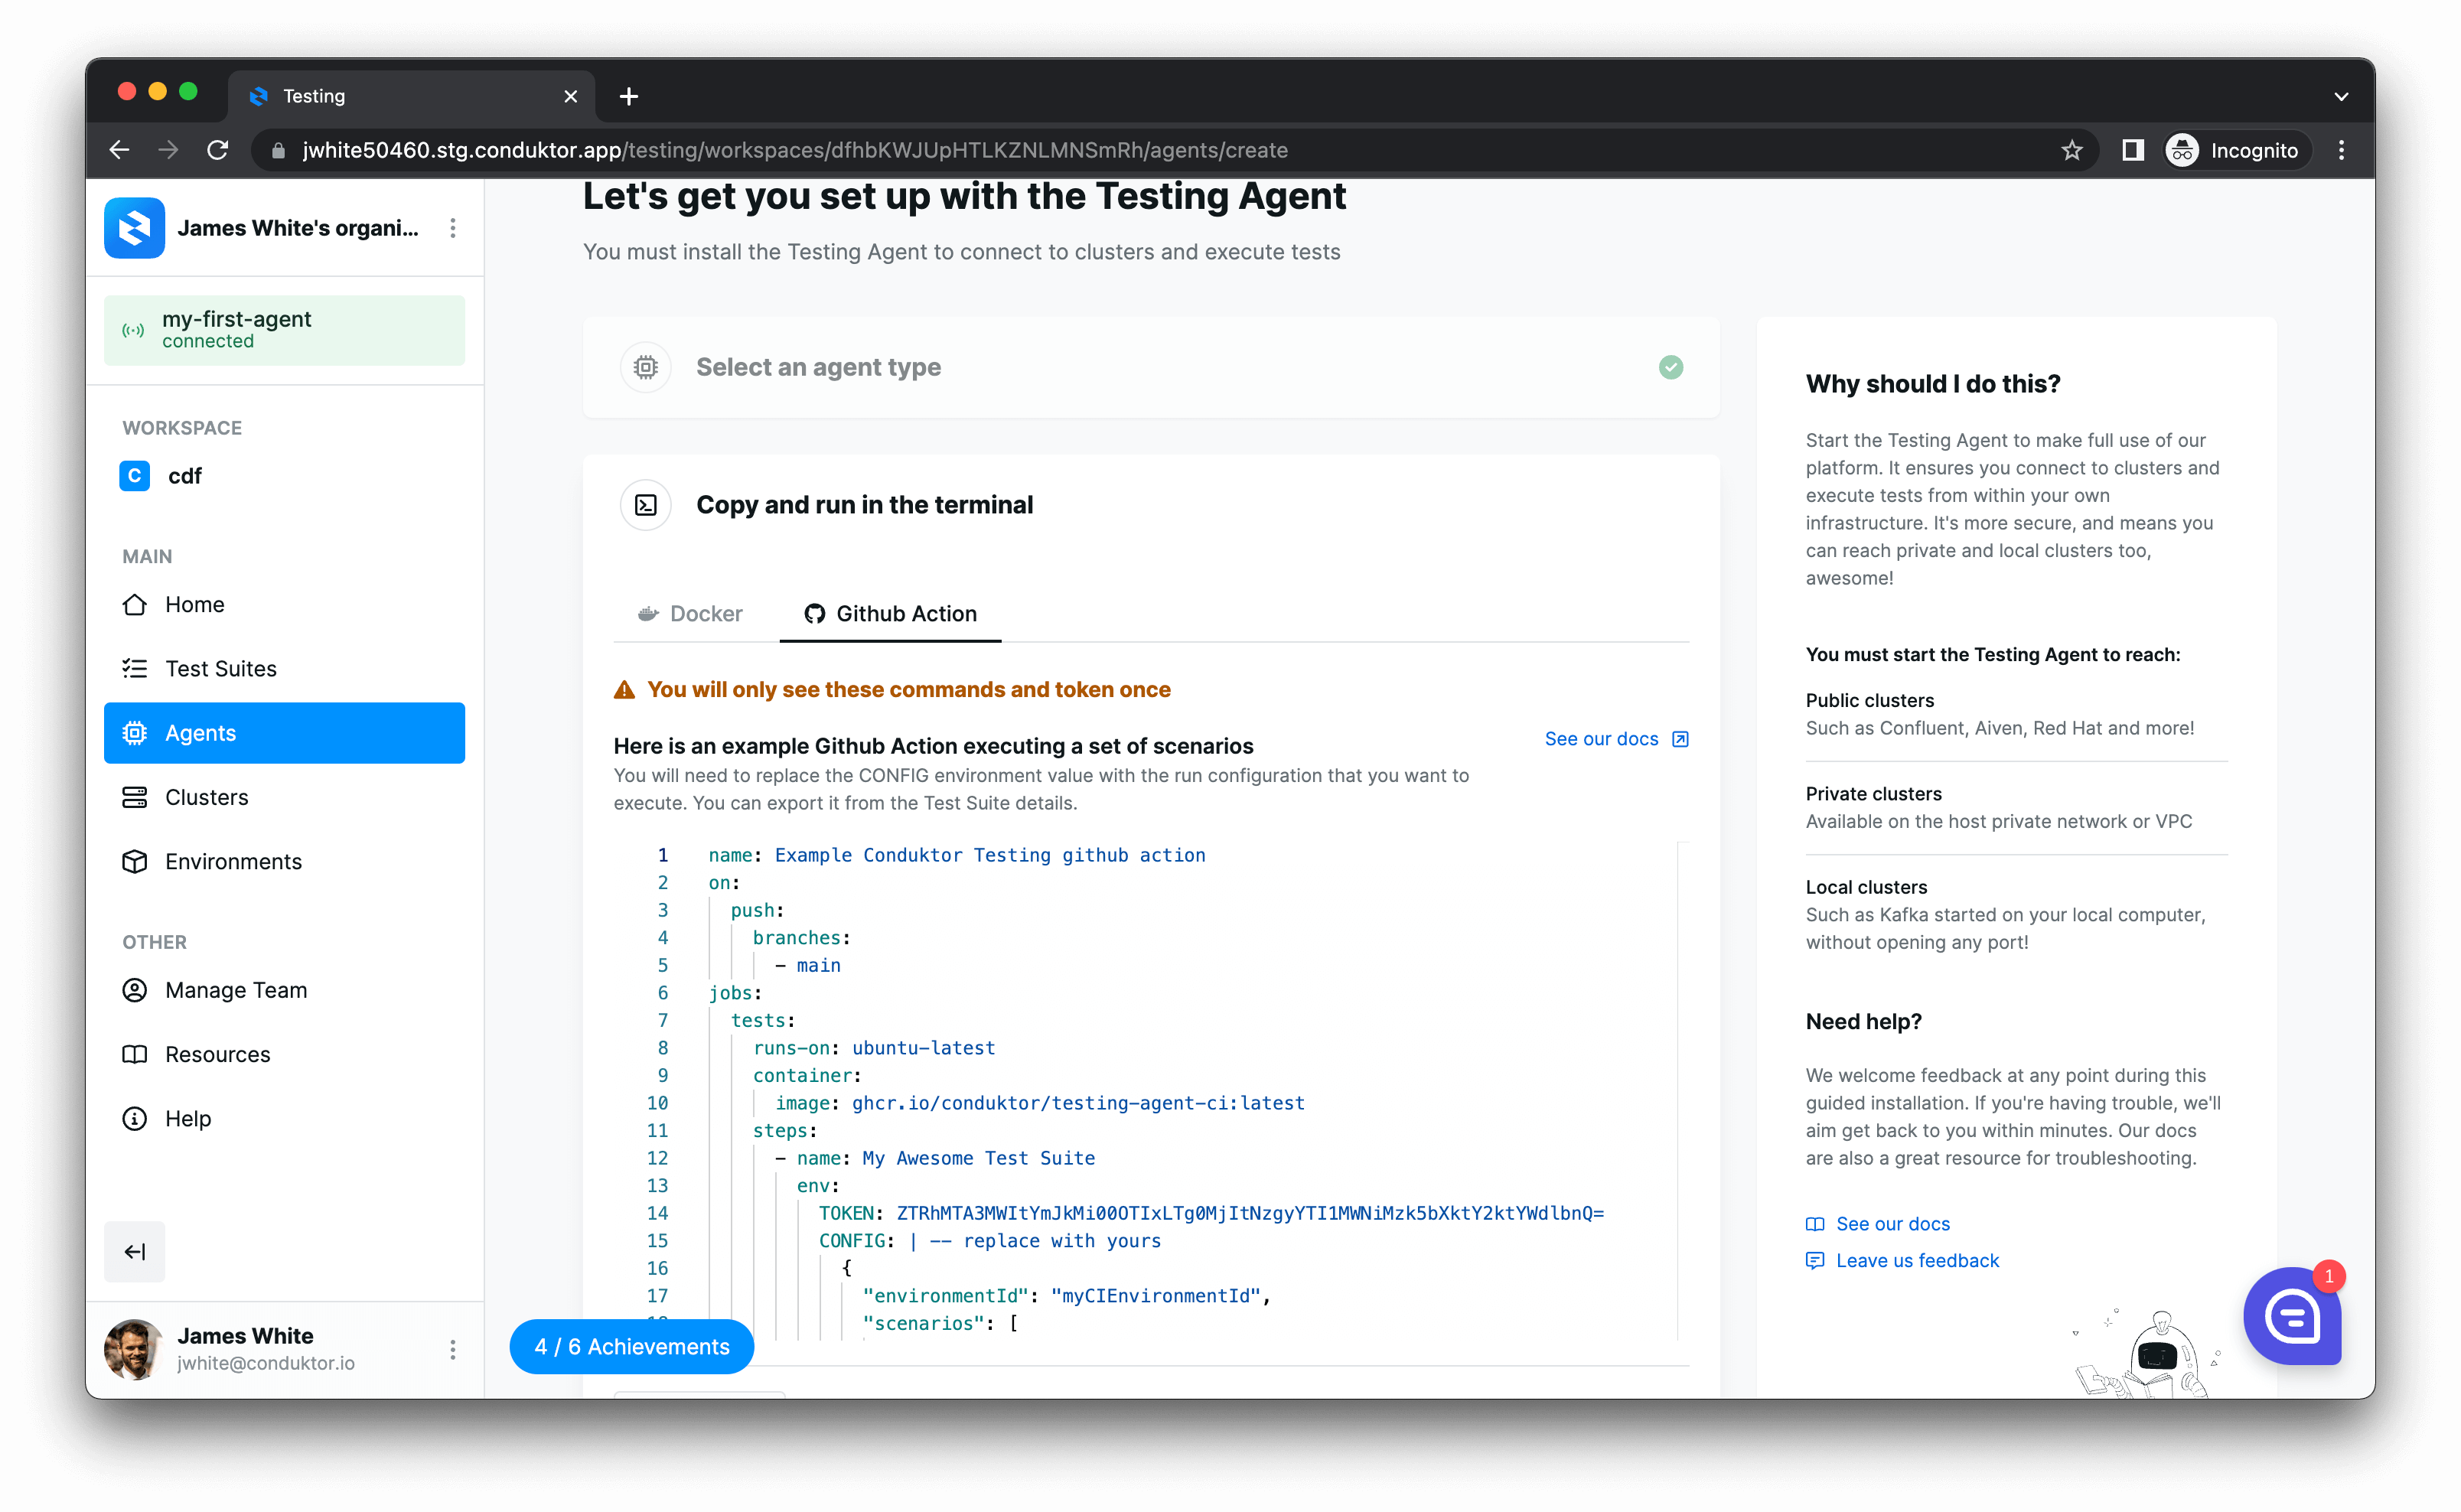 Testing
jwhite50460.stg.conduktor.app/testing/workspaces/dfhbKWJUpHTLKZNLMNSmRh/agents/create
Incognito
James White's organi...
my-first-agent
connected
WORKSPACE
C cdf
MAIN
Home
Test Suites
Agents
Clusters
Environments
OTHER
Manage Team
Resources
Help
James White
jwhite@conduktor.io
Let's get you set up with the Testing Agent
You must install the Testing Agent to connect to clusters and execute tests
Select an agent type
Copy and run in the terminal
Docker
Github Action
You will only see these commands and token once
Here is an example Github Action executing a set of scenarios
See our docs
You will need to replace the CONFIG environment value with the run configuration that you want to
execute. You can export it from the Test Suite details.
1 name: Example Conduktor Testing github action
2 on:
3 push:
4 branches:
5 - main
6 jobs:
7 tests:
8 runs-on: ubuntu-latest
9 container:
10 image: ghcr.io/conduktor/testing-agent-ci:latest
11 steps:
12 - name: My Awesome Test Suite
13 env:
14 TOKEN: ZTRhMTA3MWItYmJkMi00OTIxLTg0MjItNzgyYTI1MWNiMzk5bXktY2ktYWdlbnQ=
15 CONFIG: | -- replace with yours
16 {
17 "environmentId": "myCIEnvironmentId",
"scenarios": [
4 / 6 Achievements
Why should I do this?
Start the Testing Agent to make full use of our
platform. It ensures you connect to clusters and
execute tests from within your own
infrastructure. It's more secure, and means you
can reach private and local clusters too,
awesome!
You must start the Testing Agent to reach:
Public clusters
Such as Confluent, Aiven, Red Hat and more!
Private clusters
Available on the host private network or VPC
Local clusters
Such as Kafka started on your local computer,
without opening any port!
Need help?
We welcome feedback at any point during this
guided installation. If you're having trouble, we'll
aim get back to you within minutes. Our docs
are also a great resource for troubleshooting.
See our docs
Leave us feedback
1